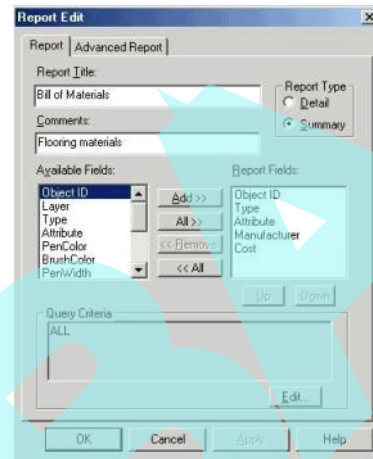 Report Edit
Report Advanced Report
Report Title:
Bill of Materials
Report Type
Detail
Summary
Comments:
Flooring materials
Available Fields:
Object ID
Layer
Type
Attribute
PenColor
BrushColor
PenWidth
Add >>
All >>
<< Remove
<< All
Report Fields:
Object ID
Type
Attribute
Manufacturer
Cost
Up Down
Query Criteria
ALL
Edit...
OK Cancel Apply Help